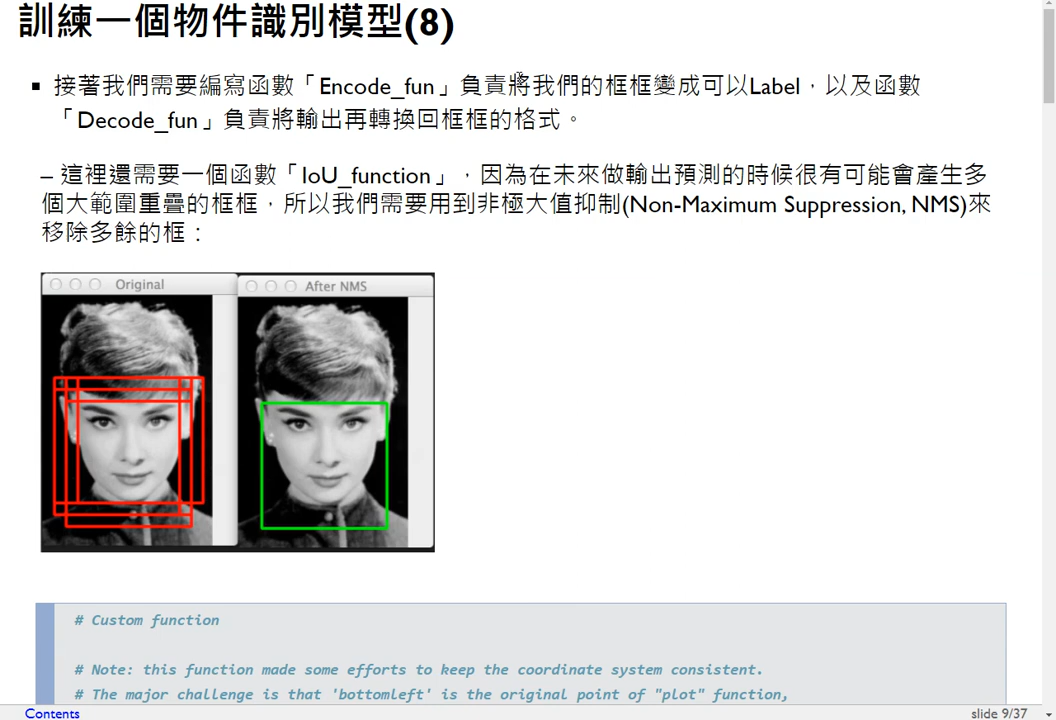 訓練一個物件識別模型(8)
▪ 接著我們需要編寫函數「Encode_fun」負責將我們的框框變成可以Label，以及函數
「Decode_fun」負責將輸出再轉換回框框的格式。
– 這裡還需要一個函數「IoU_function」，因為在未來做輸出預測的時候很有可能會產生多
個大範圍重疊的框框，所以我們需要用到非極大值抑制(Non-Maximum Suppression, NMS)來
移除多餘的框：
Original
After NMS
# Custom function
# Note: this function made some efforts to keep the coordinate system consistent.
# The major challenge is that 'bottomleft' is the original point of "plot" function,
Contents
slide 9/37